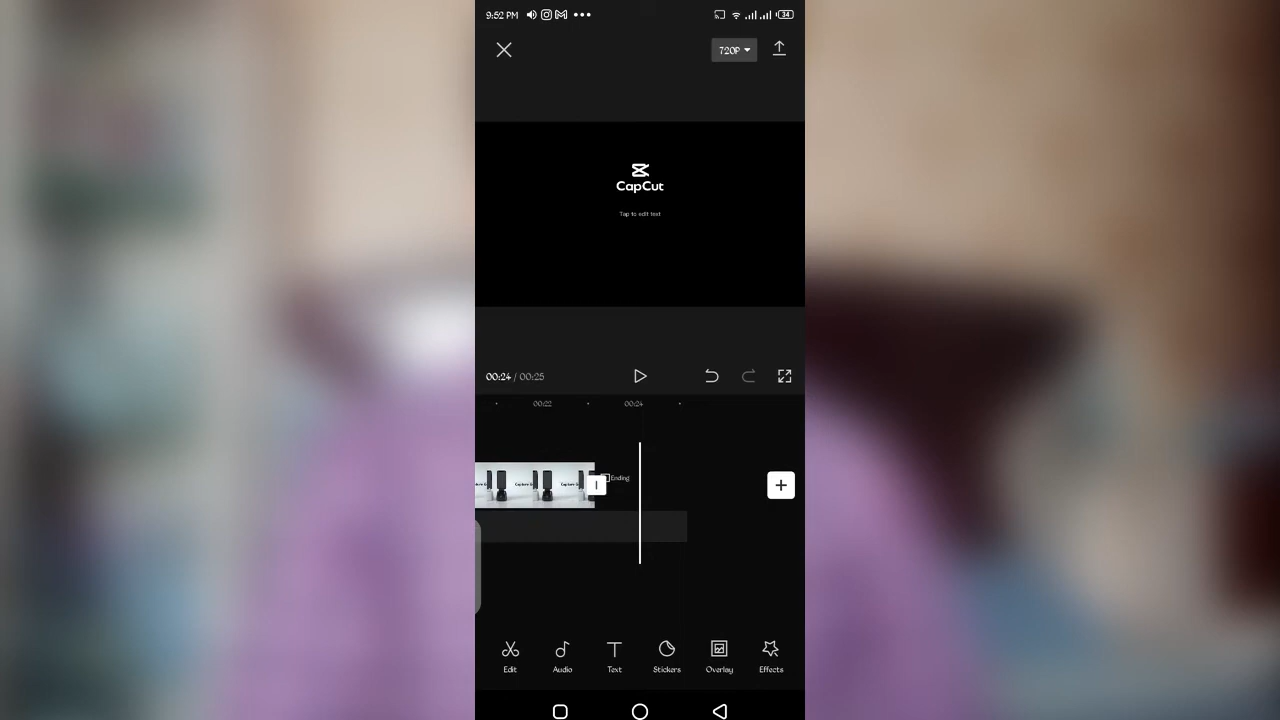 9:52 PM
34
720P
CapCut
Tap to edit text
00:24 / 00:25
00:22
00:24
Ending
Edit
Audio
Text
Stickers
Overlay
Effects